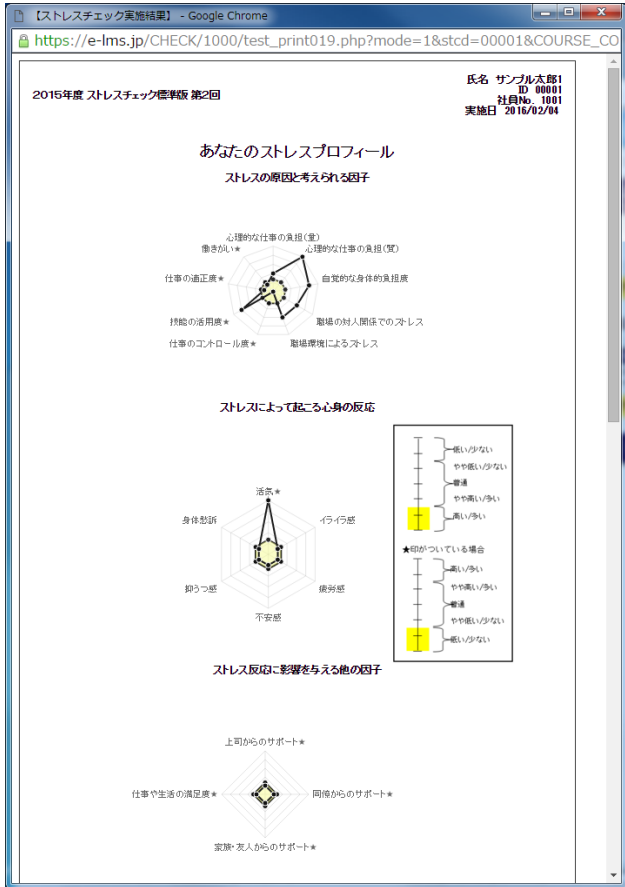 【ストレスチェック実施結果】 - Google Chrome
https://e-lms.jp/CHECK/1000/test_print019.php?mode=1&stcd=00001&COURSE_CO
氏名 サンプル太郎1
ID 00001
2015年度 ストレスチェック標準版 第2回
社員No. 1001
実施日 2016/02/04
あなたのストレスプロフィール
ストレスの原因と考えられる因子
心理的な仕事の負担(量)
働きがい★
心理的な仕事の負担(質)
仕事の適正度★
自覚的な身体的負担度
技能の活用度★
職場の対人関係でのストレス
仕事のコントロール度★
職場環境によるストレス
ストレスによって起こる心身の反応
活気★
身体愁訴
イライラ感
抑うつ感
疲労感
不安感
低い/少ない
やや低い/少ない
普通
やや高い/多い
高い/多い
★印がついている場合
高い/多い
やや高い/多い
普通
やや低い/少ない
低い/少ない
ストレス反応に影響を与える他の因子
上司からのサポート★
仕事や生活の満足度★
同僚からのサポート★
家族・友人からのサポート★